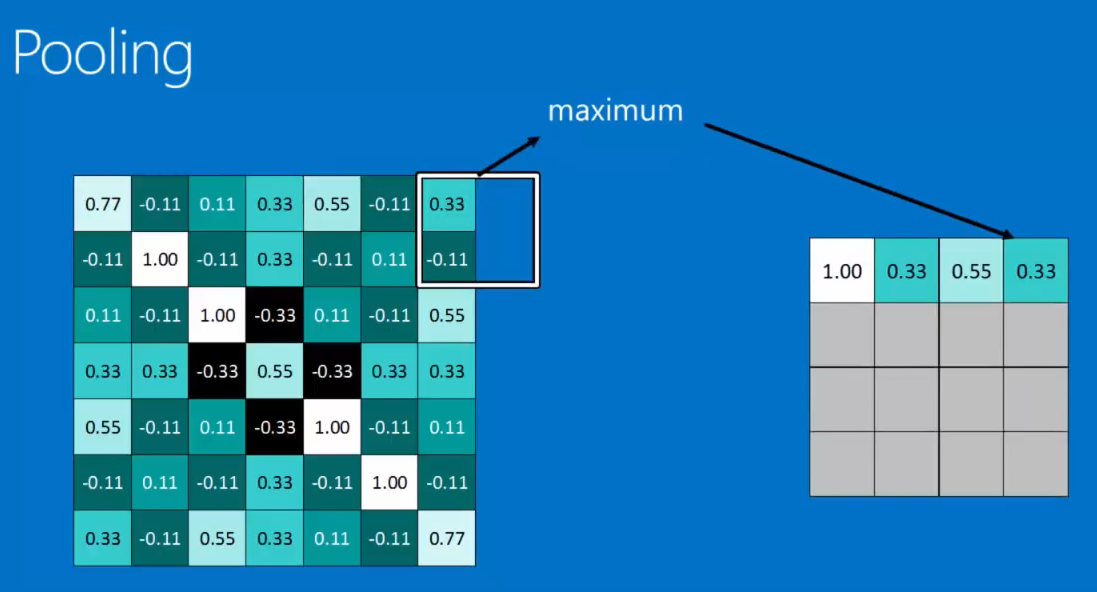 Pooling
maximum
0.77 -0.11 0.11 0.33 0.55 -0.11 0.33
-0.11 1.00 -0.11 0.33 -0.11 0.11 -0.11
0.11 -0.11 1.00 -0.33 0.11 -0.11 0.55
0.33 0.33 -0.33 0.55 -0.33 0.33 0.33
0.55 -0.11 0.11 -0.33 1.00 -0.11 0.11
-0.11 0.11 -0.11 0.33 -0.11 1.00 -0.11
0.33 -0.11 0.55 0.33 0.11 -0.11 0.77
1.00 0.33 0.55 0.33